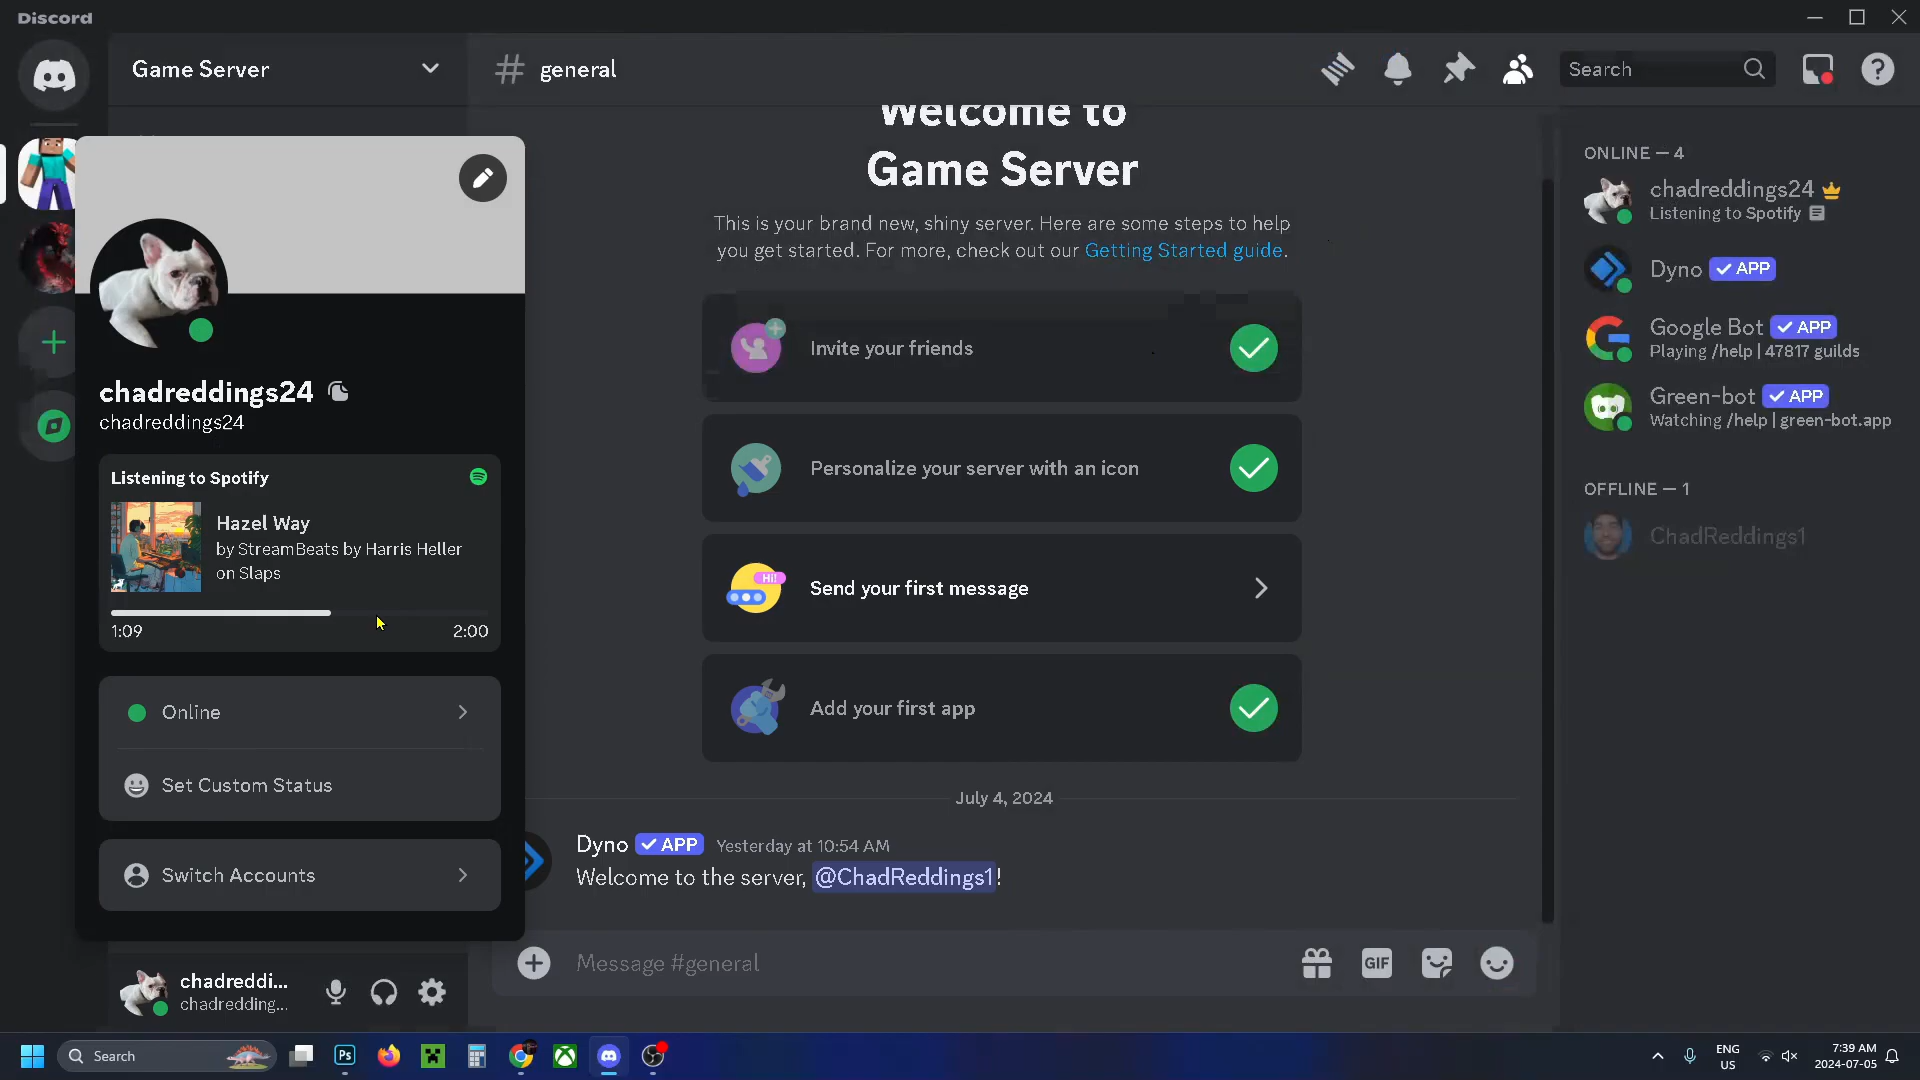 Discord
Game Server
general
Search
Welcome to
Game Server
This is your brand new, shiny server. Here are some steps to help
you get started. For more, check out our Getting Started guide.
Invite your friends
Personalize your server with an icon
Send your first message
Hi!
Add your first app
July 4, 2024
Dyno APP Yesterday at 10:54 AM
Welcome to the server, @ChadReddings1!
Message #general
GIF
chadreddings24
chadreddings24
Listening to Spotify
Hazel Way
by StreamBeats by Harris Heller
on Slaps
1:09 2:00
Online
Set Custom Status
Switch Accounts
chadreddi...
chadredding...
ONLINE — 4
chadreddings24
Listening to Spotify
Dyno APP
Google Bot APP
Playing /help | 47817 guilds
Green-bot APP
Watching /help | green-bot.app
OFFLINE — 1
ChadReddings1
Search
Ps
ENG
US
7:39 AM
2024-07-05